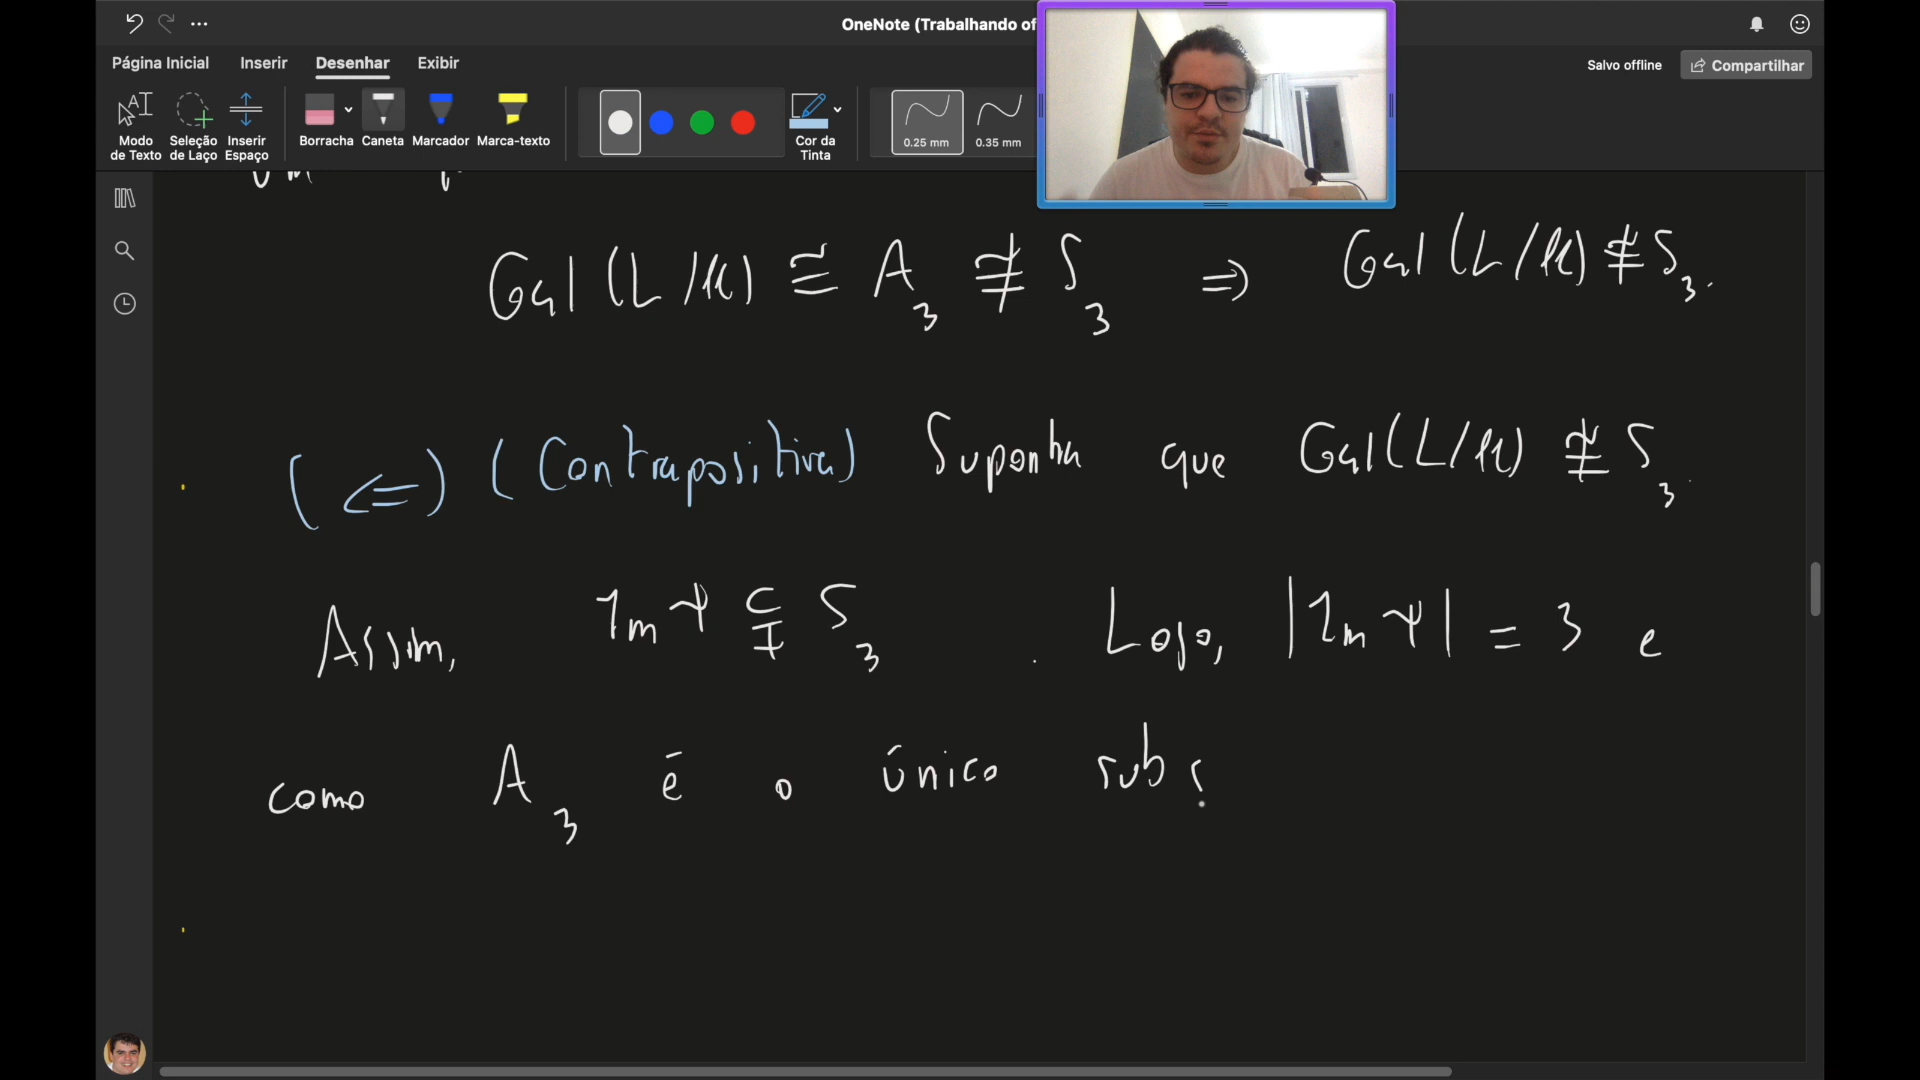 OneNote (Trabalhando of
Página Inicial Inserir Desenhar Exibir
Salvo offline Compartilhar
Modo de Texto
Seleção de Laço
Inserir Espaço
Borracha Caneta Marcador Marca-texto
Cor da Tinta
0.25 mm 0.35 mm
Gal (L/K) ≅ A₃ ≇ S₃ ⇒ Gal (L/K) ≇ S₃.
(⇐) (Contrapositiva) Suponha que Gal(L/K) ≇ S₃.
Assim, Im ψ ⊊ S₃. Logo, |Im ψ| = 3 e
como A₃ é o único sub